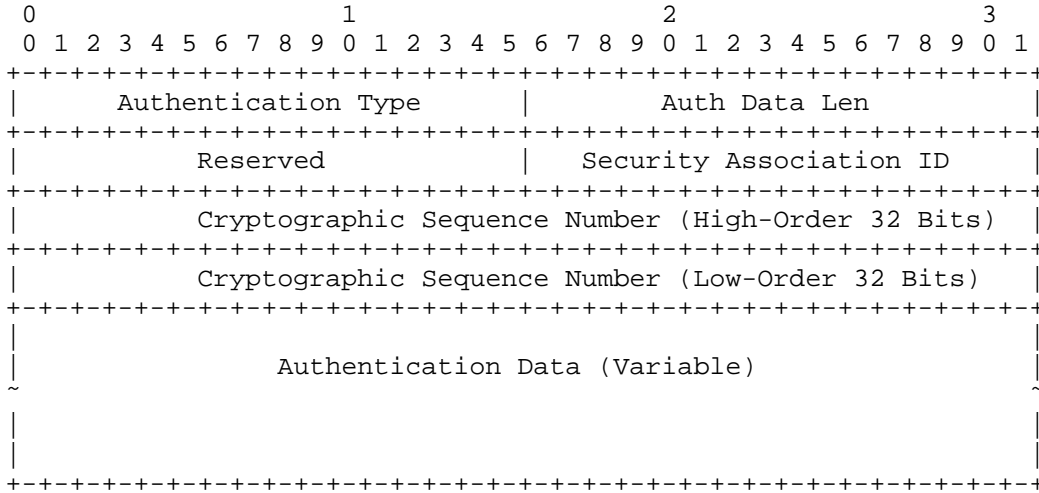 0                   1                   2                   3
 0 1 2 3 4 5 6 7 8 9 0 1 2 3 4 5 6 7 8 9 0 1 2 3 4 5 6 7 8 9 0 1
+-+-+-+-+-+-+-+-+-+-+-+-+-+-+-+-+-+-+-+-+-+-+-+-+-+-+-+-+-+-+-+-+
|      Authentication Type      |        Auth Data Len          |
+-+-+-+-+-+-+-+-+-+-+-+-+-+-+-+-+-+-+-+-+-+-+-+-+-+-+-+-+-+-+-+-+
|           Reserved            |   Security Association ID     |
+-+-+-+-+-+-+-+-+-+-+-+-+-+-+-+-+-+-+-+-+-+-+-+-+-+-+-+-+-+-+-+-+
|           Cryptographic Sequence Number (High-Order 32 Bits)  |
+-+-+-+-+-+-+-+-+-+-+-+-+-+-+-+-+-+-+-+-+-+-+-+-+-+-+-+-+-+-+-+-+
|           Cryptographic Sequence Number (Low-Order 32 Bits)   |
+-+-+-+-+-+-+-+-+-+-+-+-+-+-+-+-+-+-+-+-+-+-+-+-+-+-+-+-+-+-+-+-+
|                                                               |
|                Authentication Data (Variable)                 |
~                                                               ~
|                                                               |
|                                                               |
+-+-+-+-+-+-+-+-+-+-+-+-+-+-+-+-+-+-+-+-+-+-+-+-+-+-+-+-+-+-+-+-+